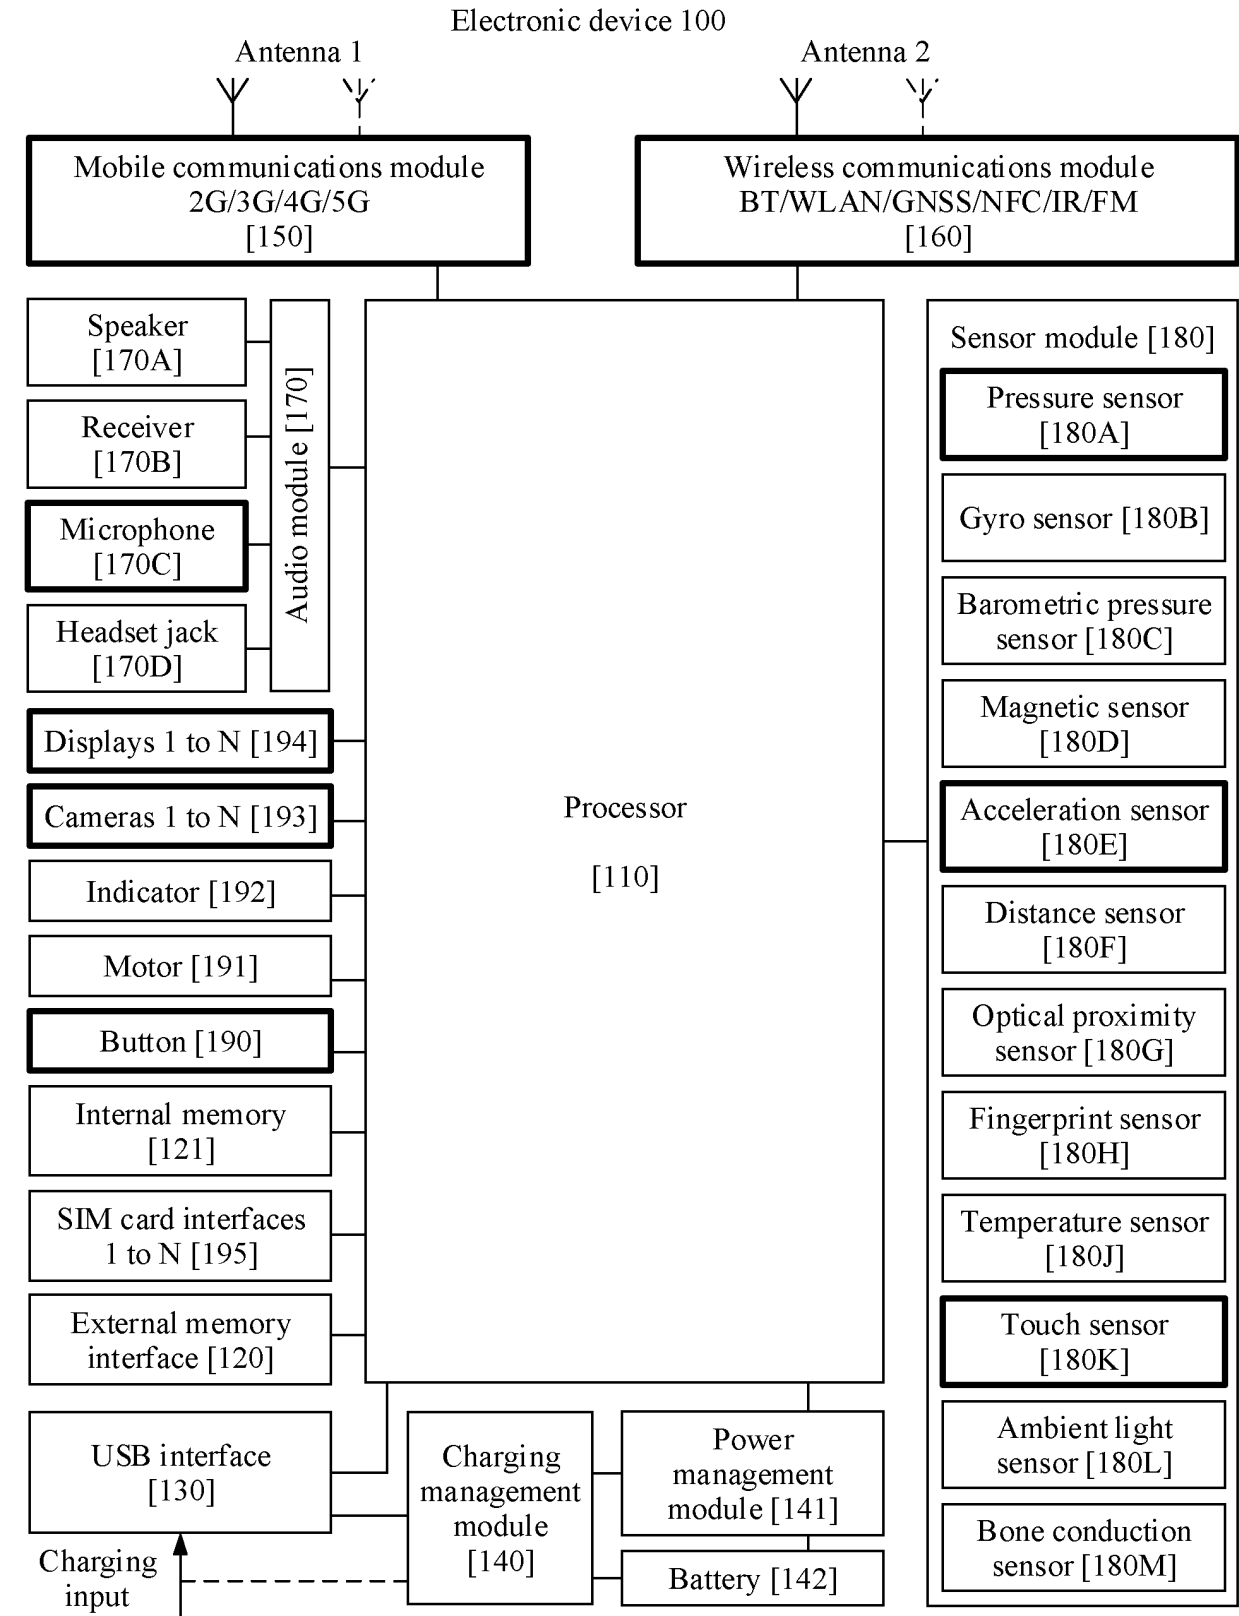 Electronic device 100
Antenna 1
Antenna 2
Mobile communications module
2G/3G/4G/5G
[150]
Wireless communications module
BT/WLAN/GNSS/NFC/IR/FM
[160]
Speaker
[170A]
Receiver
[170B]
Microphone
[170C]
Headset jack
[170D]
Audio module [170]
Displays 1 to N [194]
Cameras 1 to N [193]
Indicator [192]
Motor [191]
Button [190]
Internal memory
[121]
SIM card interfaces
1 to N [195]
External memory
interface [120]
USB interface
[130]
Charging
input
Processor
[110]
Charging
management
module
[140]
Power
management
module [141]
Battery [142]
Sensor module [180]
Pressure sensor
[180A]
Gyro sensor [180B]
Barometric pressure
sensor [180C]
Magnetic sensor
[180D]
Acceleration sensor
[180E]
Distance sensor
[180F]
Optical proximity
sensor [180G]
Fingerprint sensor
[180H]
Temperature sensor
[180J]
Touch sensor
[180K]
Ambient light
sensor [180L]
Bone conduction
sensor [180M]